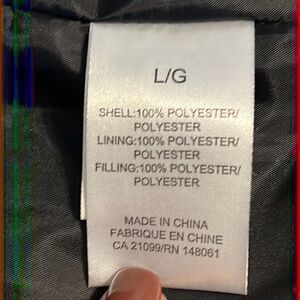 L/G
SHELL:100% POLYESTER/
POLYESTER
LINING:100% POLYESTER/
POLYESTER
FILLING:100% POLYESTER/
POLYESTER
MADE IN CHINA
FABRIQUE EN CHINE
CA 21099/RN 148061